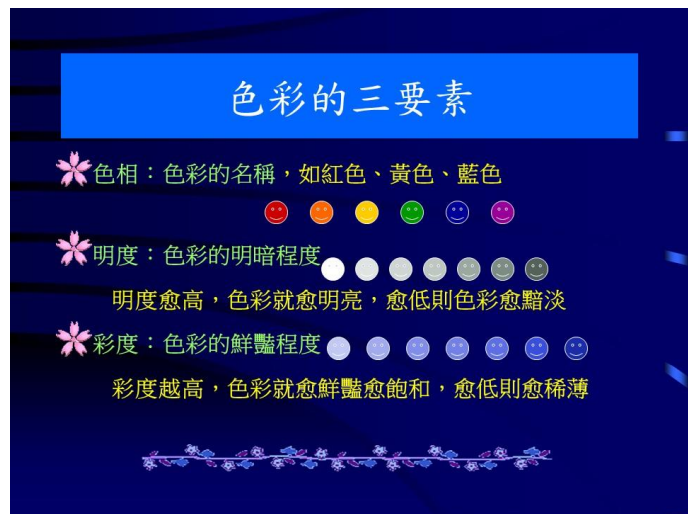 色彩的三要素
色相：色彩的名稱，如紅色、黃色、藍色
明度：色彩的明暗程度
明度愈高，色彩就愈明亮，愈低則色彩愈黯淡
彩度：色彩的鮮豔程度
彩度越高，色彩就愈鮮豔愈飽和，愈低則愈稀薄